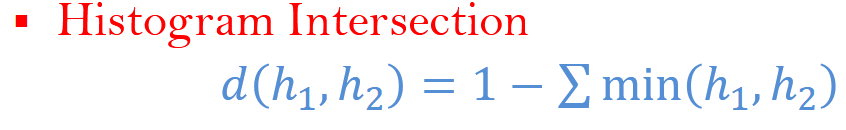 ▪ Histogram Intersection
d(h₁, h₂) = 1 − ∑ min(h₁, h₂)